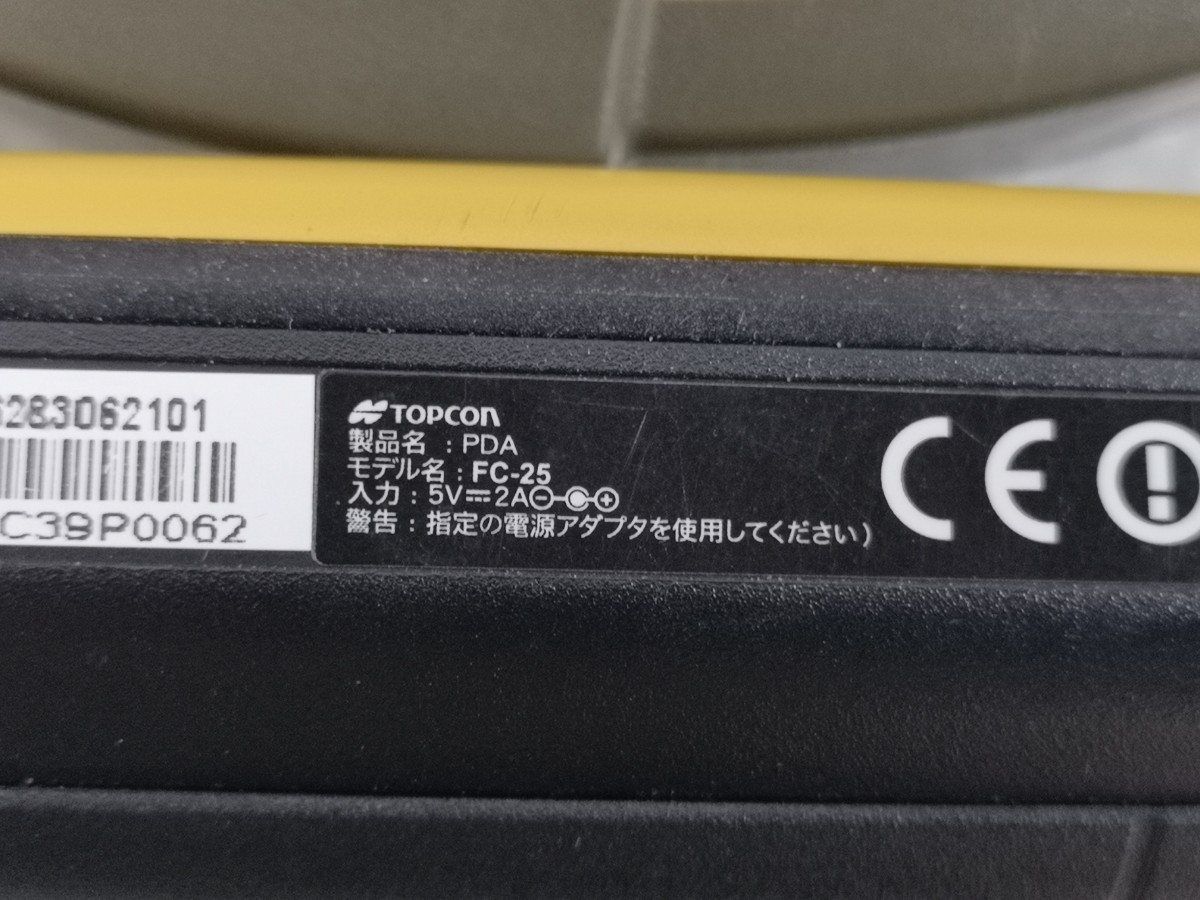 6283062101
C39P0062
TOPCON
製品名 : PDA
モデル名 : FC-25
入力 : 5V⎓2A
警告 : 指定の電源アダプタを使用してください)
CE